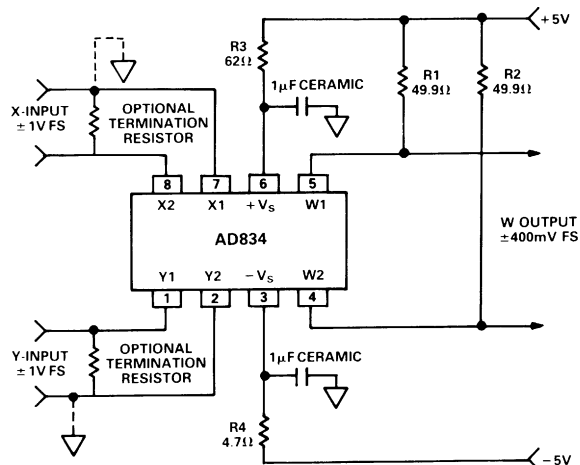 +5V
R3
62Ω
R1
49.9Ω
R2
49.9Ω
1μF CERAMIC
X-INPUT
±1V FS
OPTIONAL
TERMINATION
RESISTOR
8
7
6
5
X2
X1
+VS
W1
AD834
W OUTPUT
±400mV FS
Y1
Y2
−VS
W2
1
2
3
4
Y-INPUT
±1V FS
OPTIONAL
TERMINATION
RESISTOR
1μF CERAMIC
R4
4.7Ω
−5V